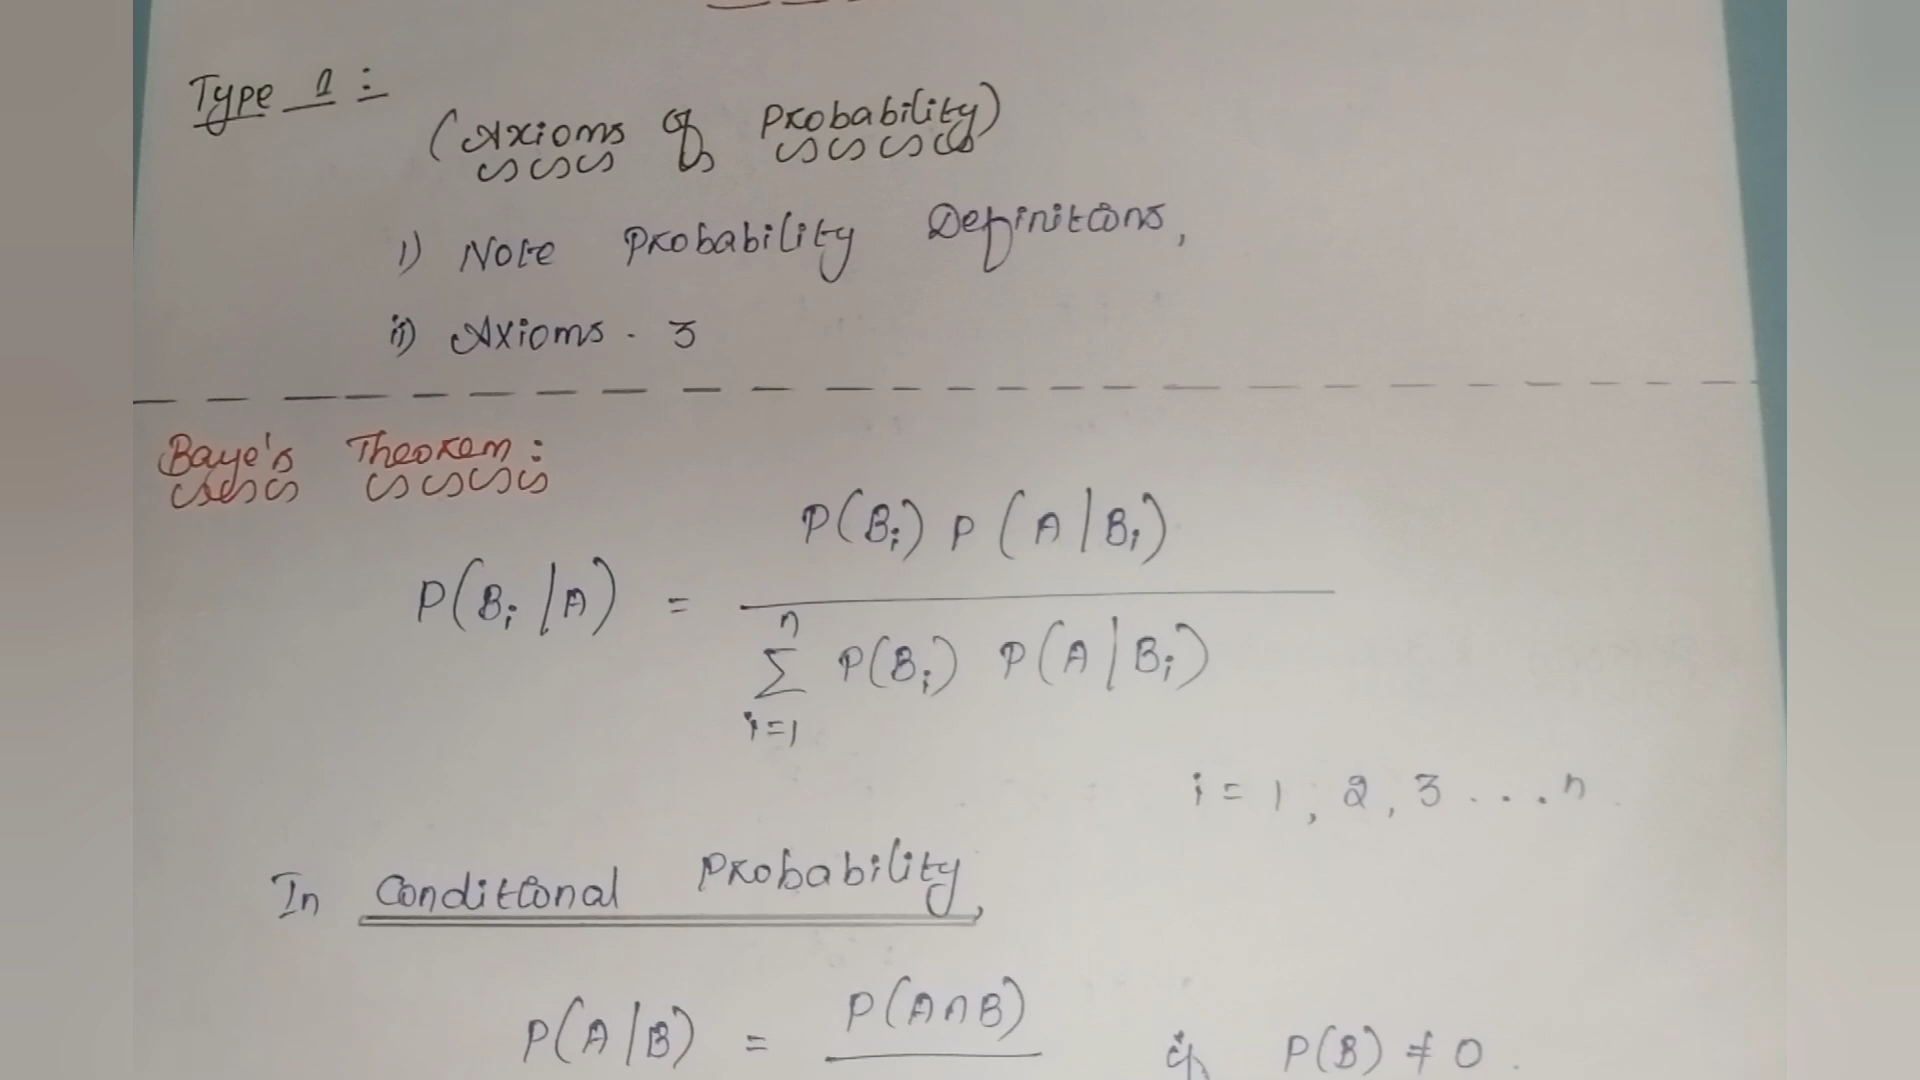 Type 1 :
(Axioms of Probability)
i) Note Probability Definitions,
ii) Axioms - 3
Baye's Theorem :
P(Bi) P(A|Bi)
P(Bi/A) = 
n
Σ P(Bi) P(A|Bi)
i=1
i = 1, 2, 3 ... n
In Conditional Probability,
P(A∩B)
P(A/B) = if P(B) ≠ 0.